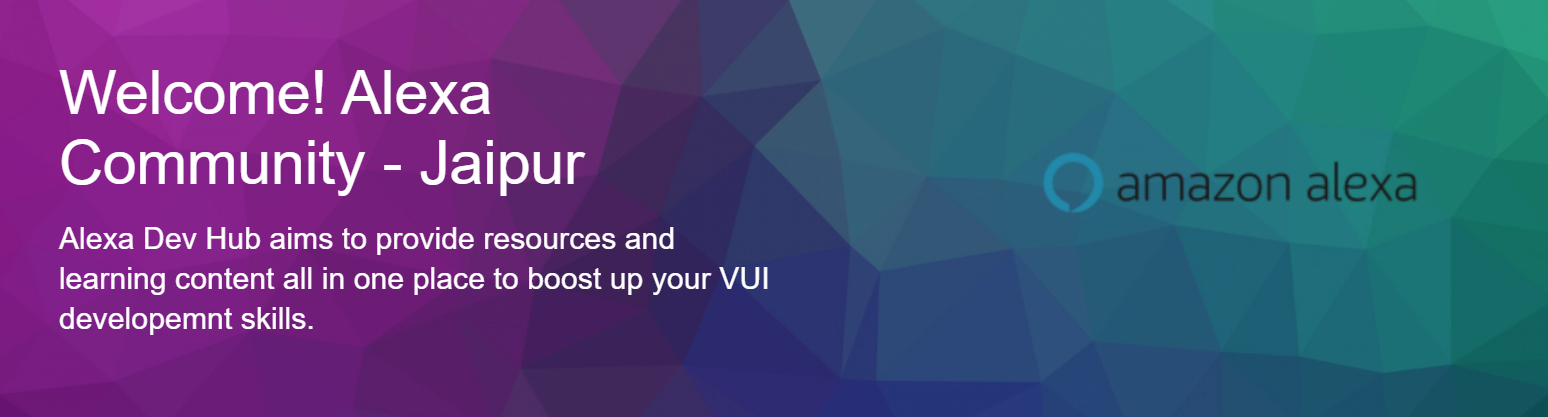 Welcome! Alexa
Community - Jaipur
Alexa Dev Hub aims to provide resources and
learning content all in one place to boost up your VUI
developemnt skills.
amazon alexa